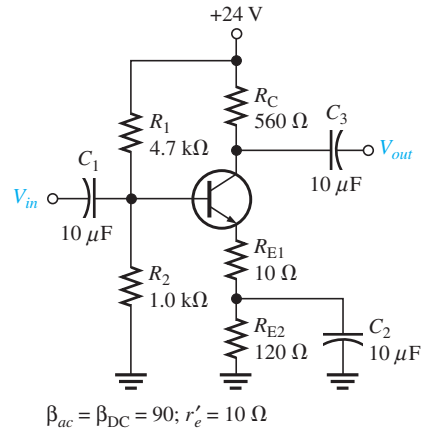 +24 V
R_C
560 Ω
C_3
V_out
10 μF
R_1
4.7 kΩ
C_1
V_in
10 μF
R_E1
10 Ω
R_2
1.0 kΩ
R_E2
120 Ω
C_2
10 μF
β_ac = β_DC = 90; r'_e = 10 Ω